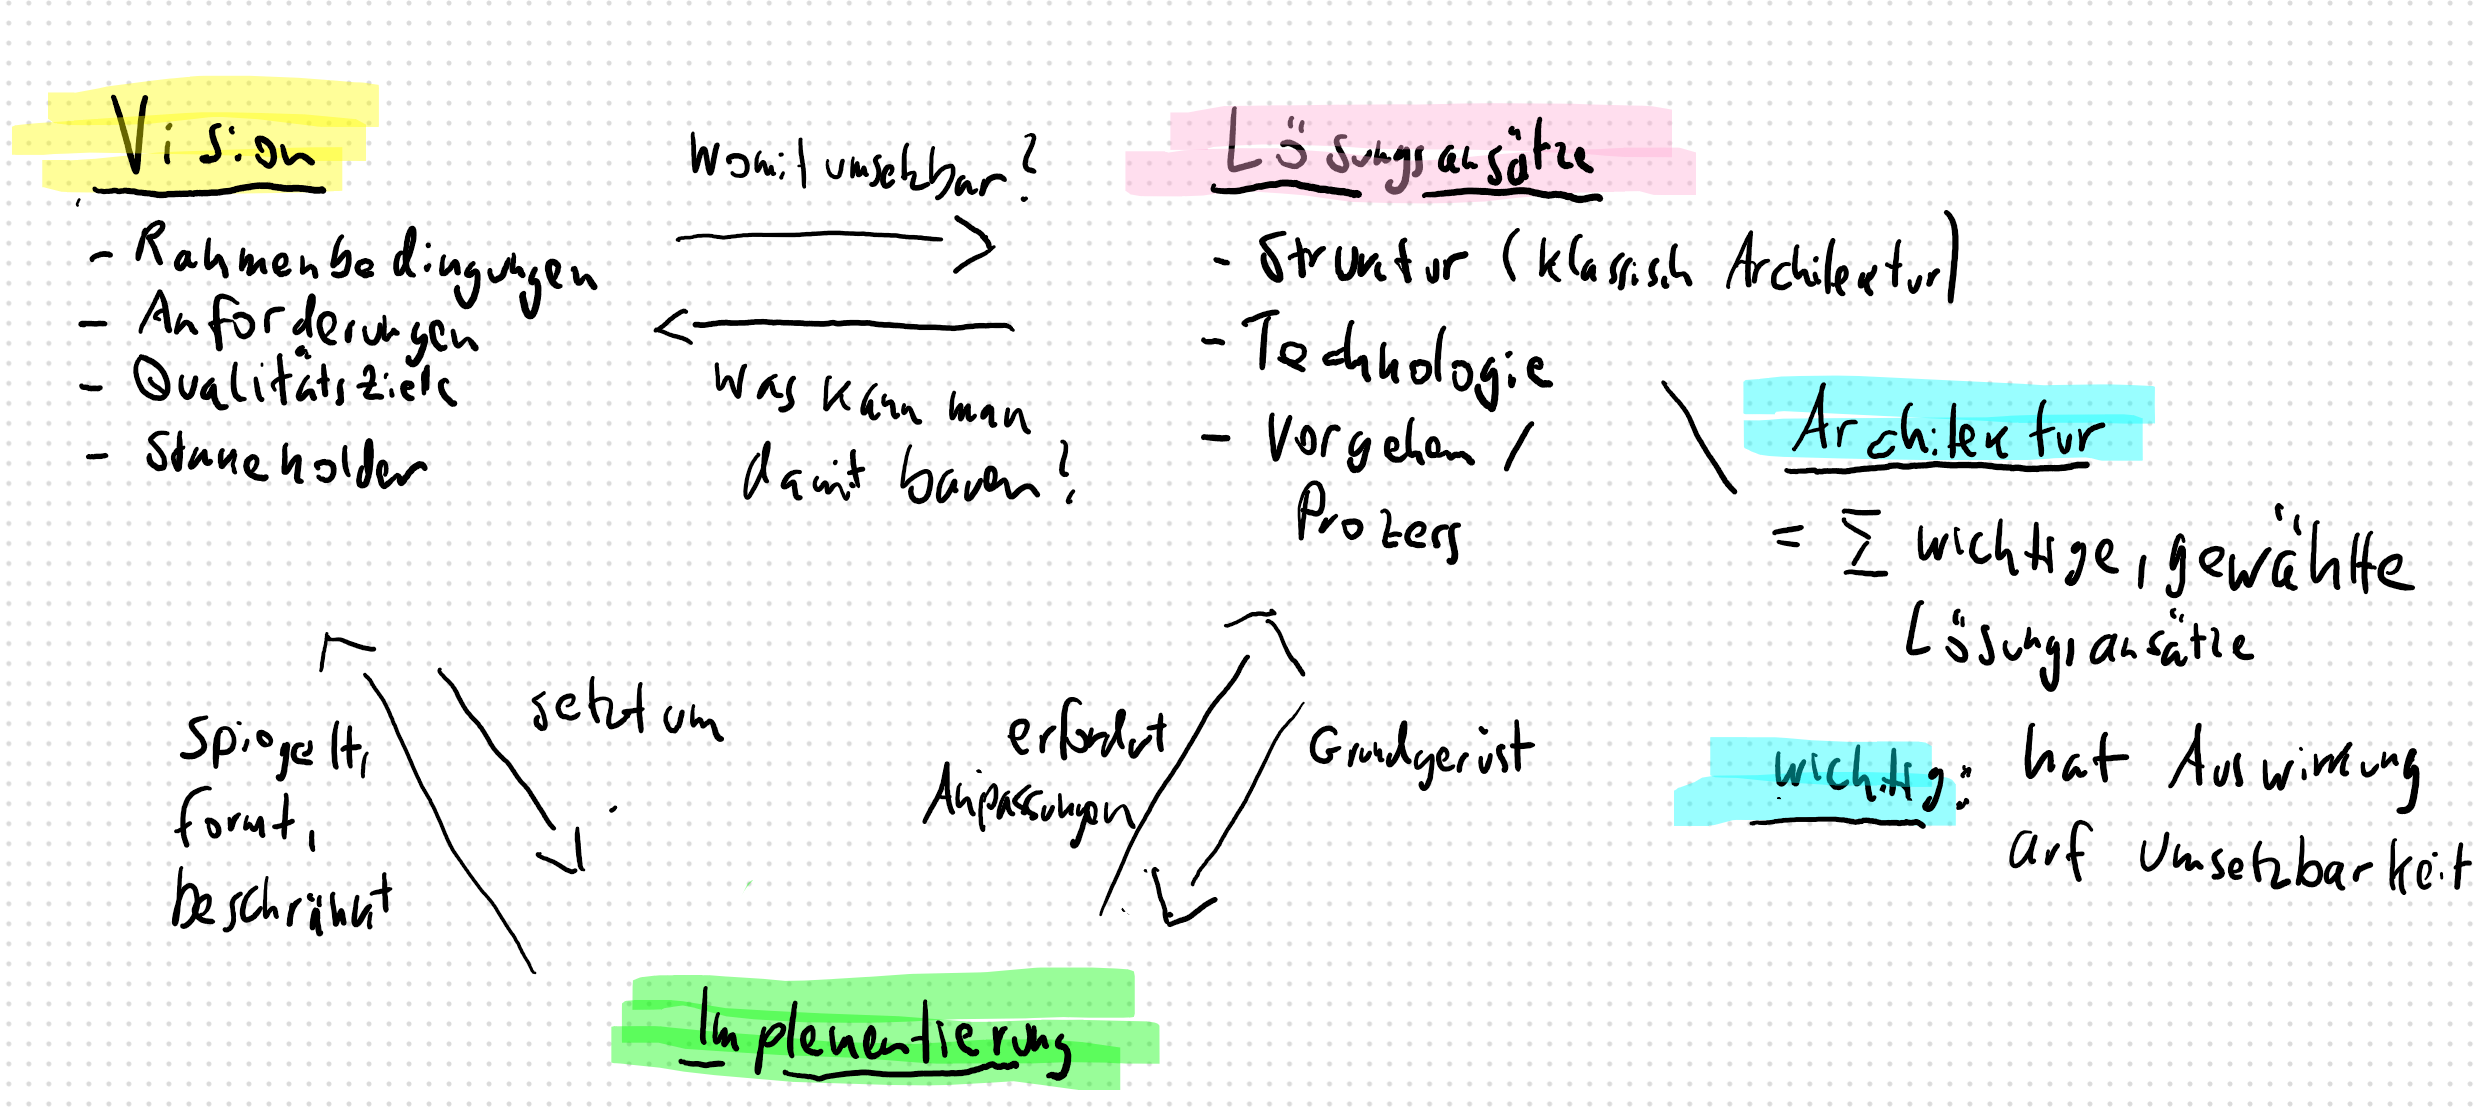 Vision
- Rahmenbedingungen
- Anforderungen
- Qualitätsziele
- Stakeholder
Womit umsetzbar?
Was kann man
damit bauen?
Lösungsansätze
- Struktur (klassisch Architektur)
- Technologie
- Vorgehen /
Prozess
Architektur
= Σ wichtige, gewählte
Lösungsansätze
wichtig: hat Auswirkung
auf Umsetzbarkeit
spiegelt,
formt,
beschränkt
setzt um
erfordert
Anpassungen
Grundgerüst
Implementierung